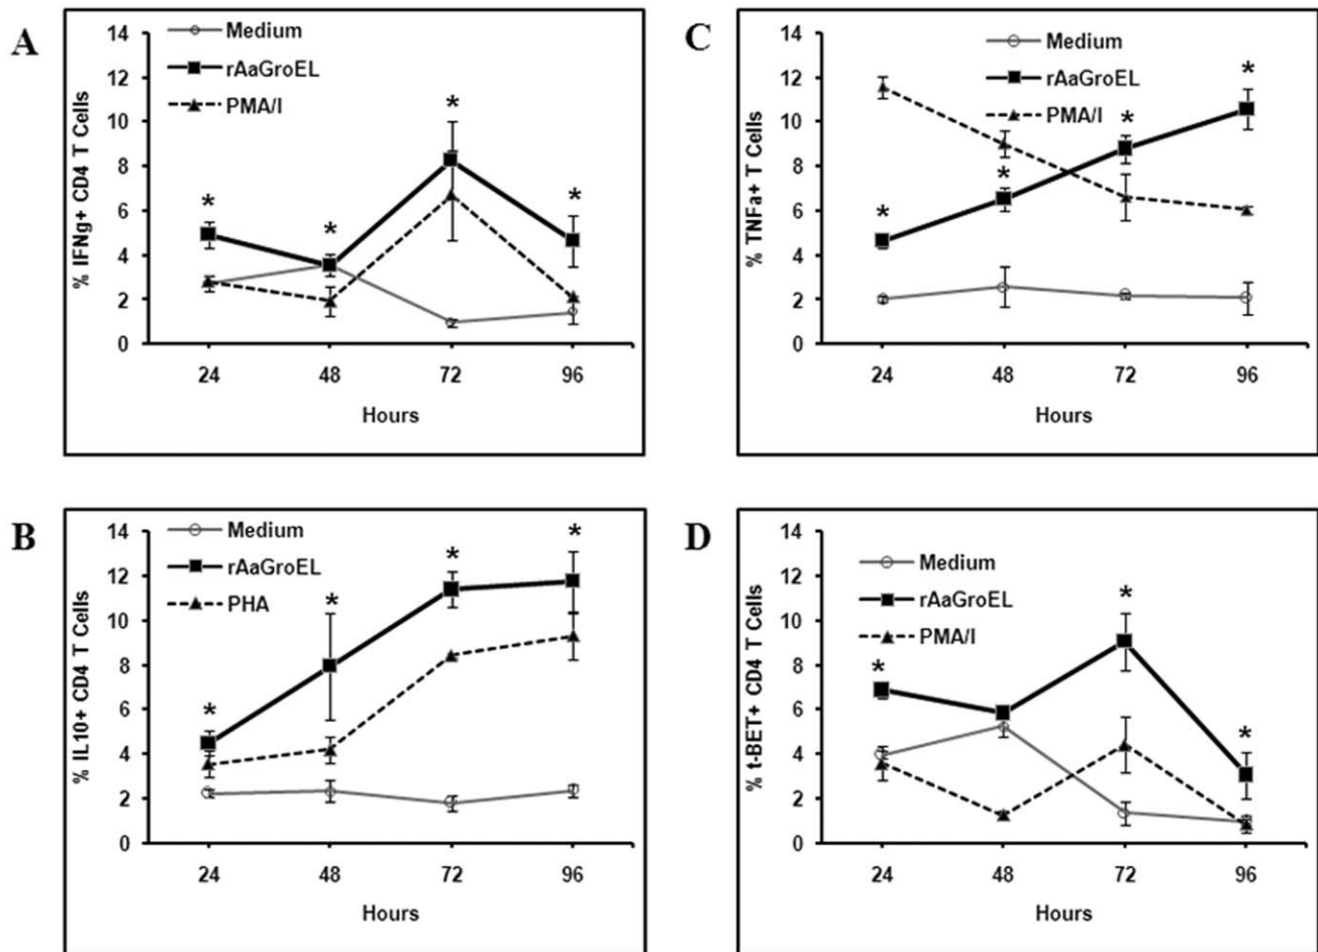 A
Medium
rAaGroEL
PMA/I
% IFNg+ CD4 T Cells
14
12
10
8
6
4
2
0
* * * *
24 48 72 96
Hours
B
Medium
rAaGroEL
PHA
% IL10+ CD4 T Cells
14
12
10
8
6
4
2
0
* * * *
24 48 72 96
Hours
C
Medium
rAaGroEL
PMA/I
% TNFa+ T Cells
14
12
10
8
6
4
2
0
* * * *
24 48 72 96
Hours
D
Medium
rAaGroEL
PMA/I
% t-BET+ CD4 T Cells
14
12
10
8
6
4
2
0
* * *
24 48 72 96
Hours